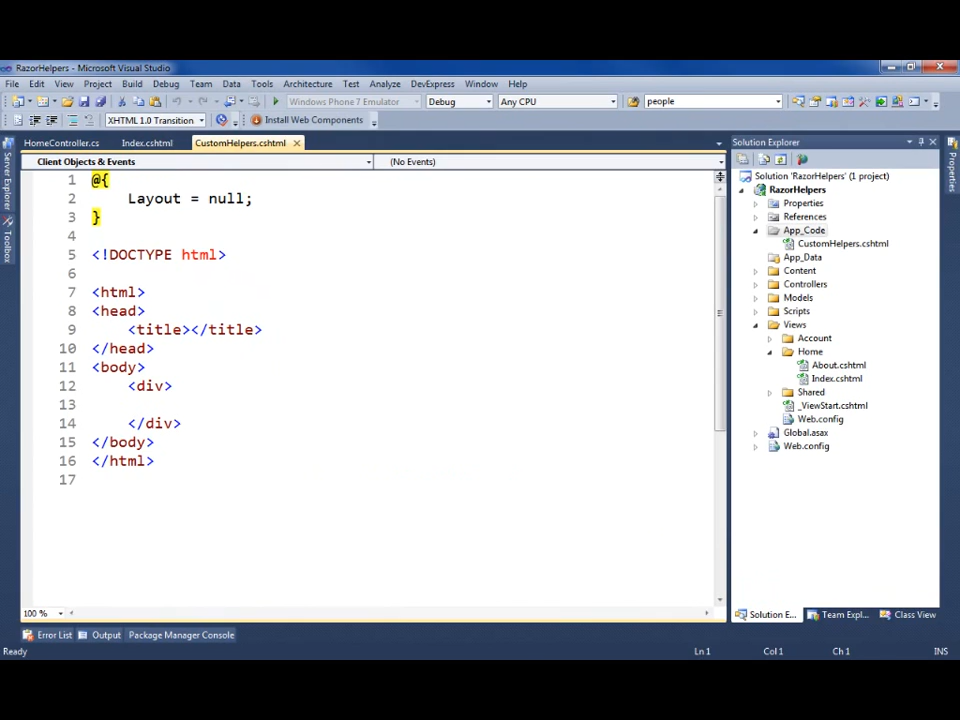 RazorHelpers - Microsoft Visual Studio
File Edit View Project Build Debug Team Data Tools Architecture Test Analyze DevExpress Window Help
Windows Phone 7 Emulator Debug Any CPU people
XHTML 1.0 Transition Install Web Components
HomeController.cs Index.cshtml CustomHelpers.cshtml
Client Objects & Events (No Events)
1 @{
2 Layout = null;
3 }
4
5 <!DOCTYPE html>
6
7 <html>
8 <head>
9 <title></title>
10 </head>
11 <body>
12 <div>
13
14 </div>
15 </body>
16 </html>
17
100 %
Server Explorer
Toolbox
Solution Explorer
Solution 'RazorHelpers' (1 project)
RazorHelpers
Properties
References
App_Code
CustomHelpers.cshtml
App_Data
Content
Controllers
Models
Scripts
Views
Account
Home
About.cshtml
Index.cshtml
Shared
_ViewStart.cshtml
Web.config
Global.asax
Web.config
Solution E... Team Expl... Class View
Properties
Error List Output Package Manager Console
Ready Ln 1 Col 1 Ch 1 INS